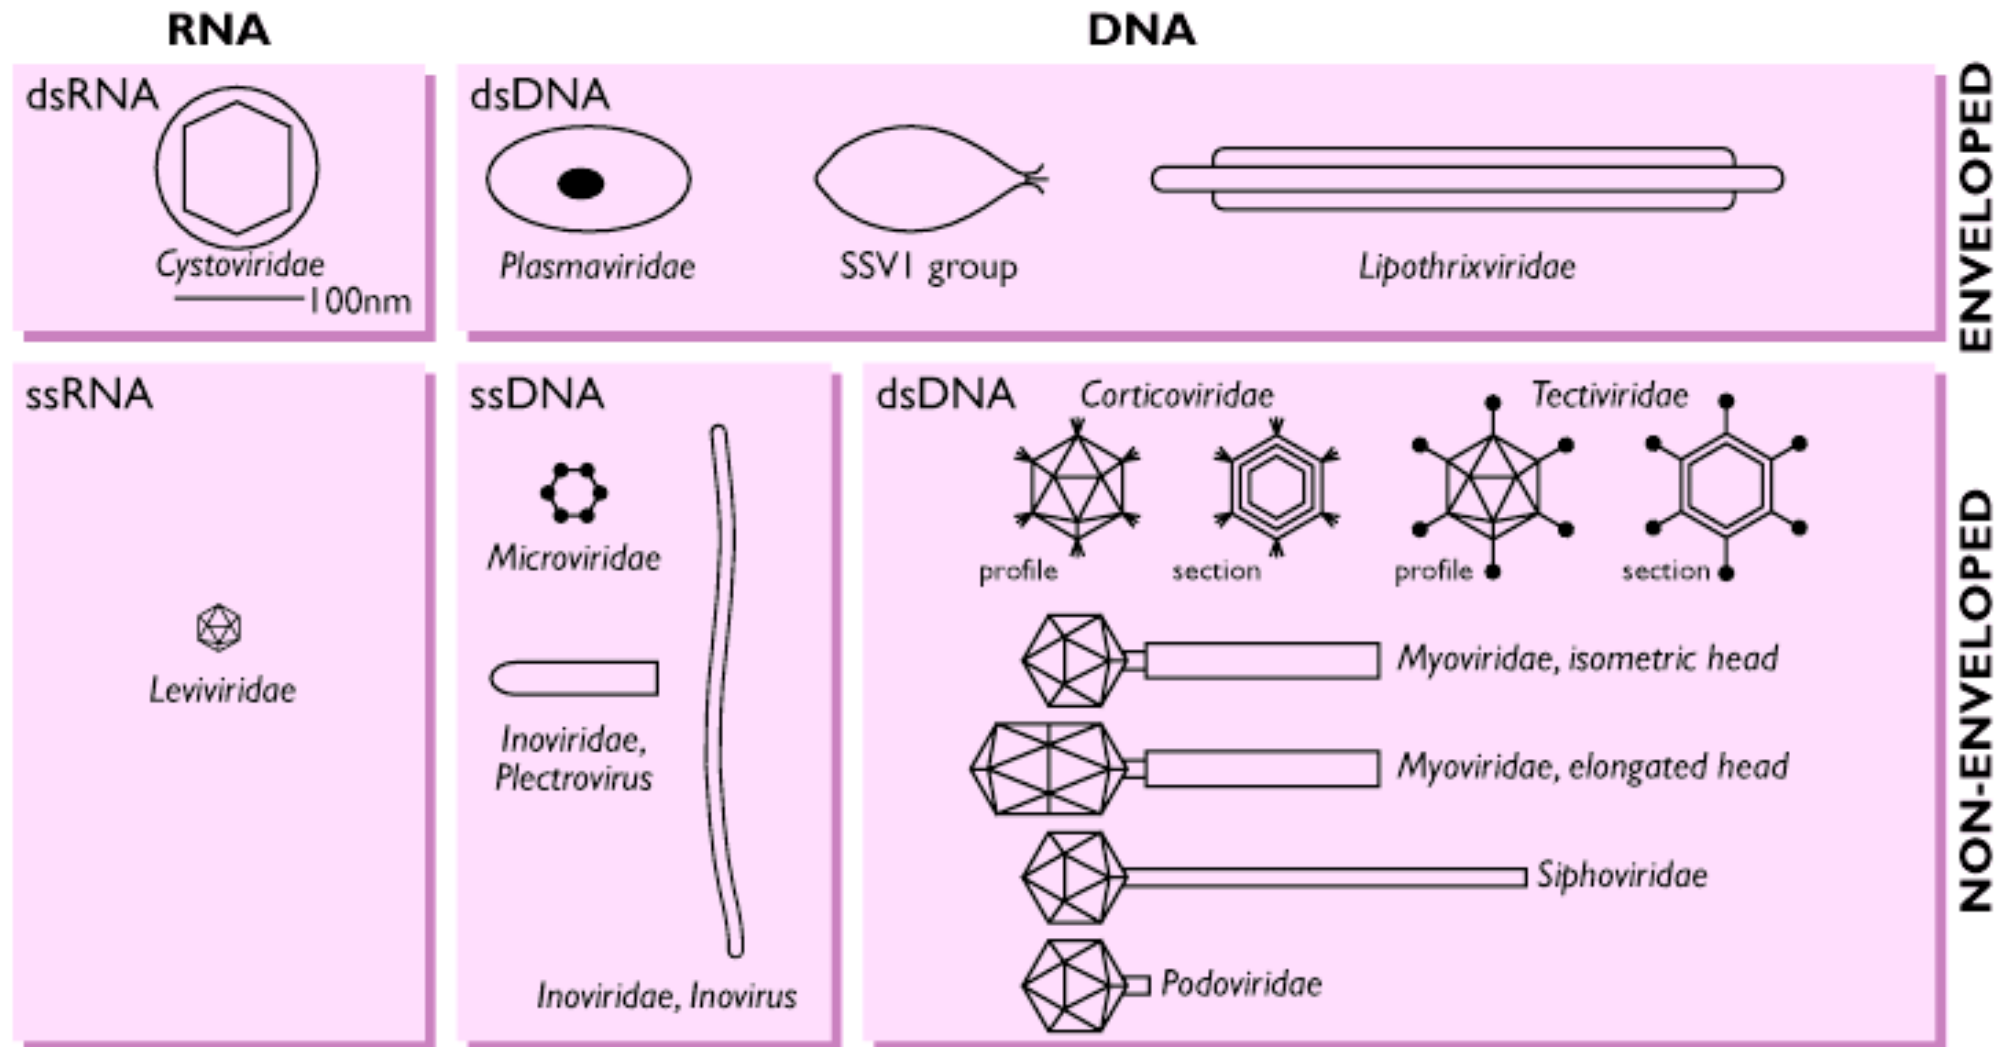 RNA
DNA
dsRNA
Cystoviridae
100nm
dsDNA
Plasmaviridae
SSV1 group
Lipothrixviridae
ENVELOPED
ssRNA
Leviviridae
ssDNA
Microviridae
Inoviridae,
Plectrovirus
Inoviridae, Inovirus
dsDNA
Corticoviridae
Tectiviridae
profile
section
profile
section
Myoviridae, isometric head
Myoviridae, elongated head
Siphoviridae
Podoviridae
NON-ENVELOPED